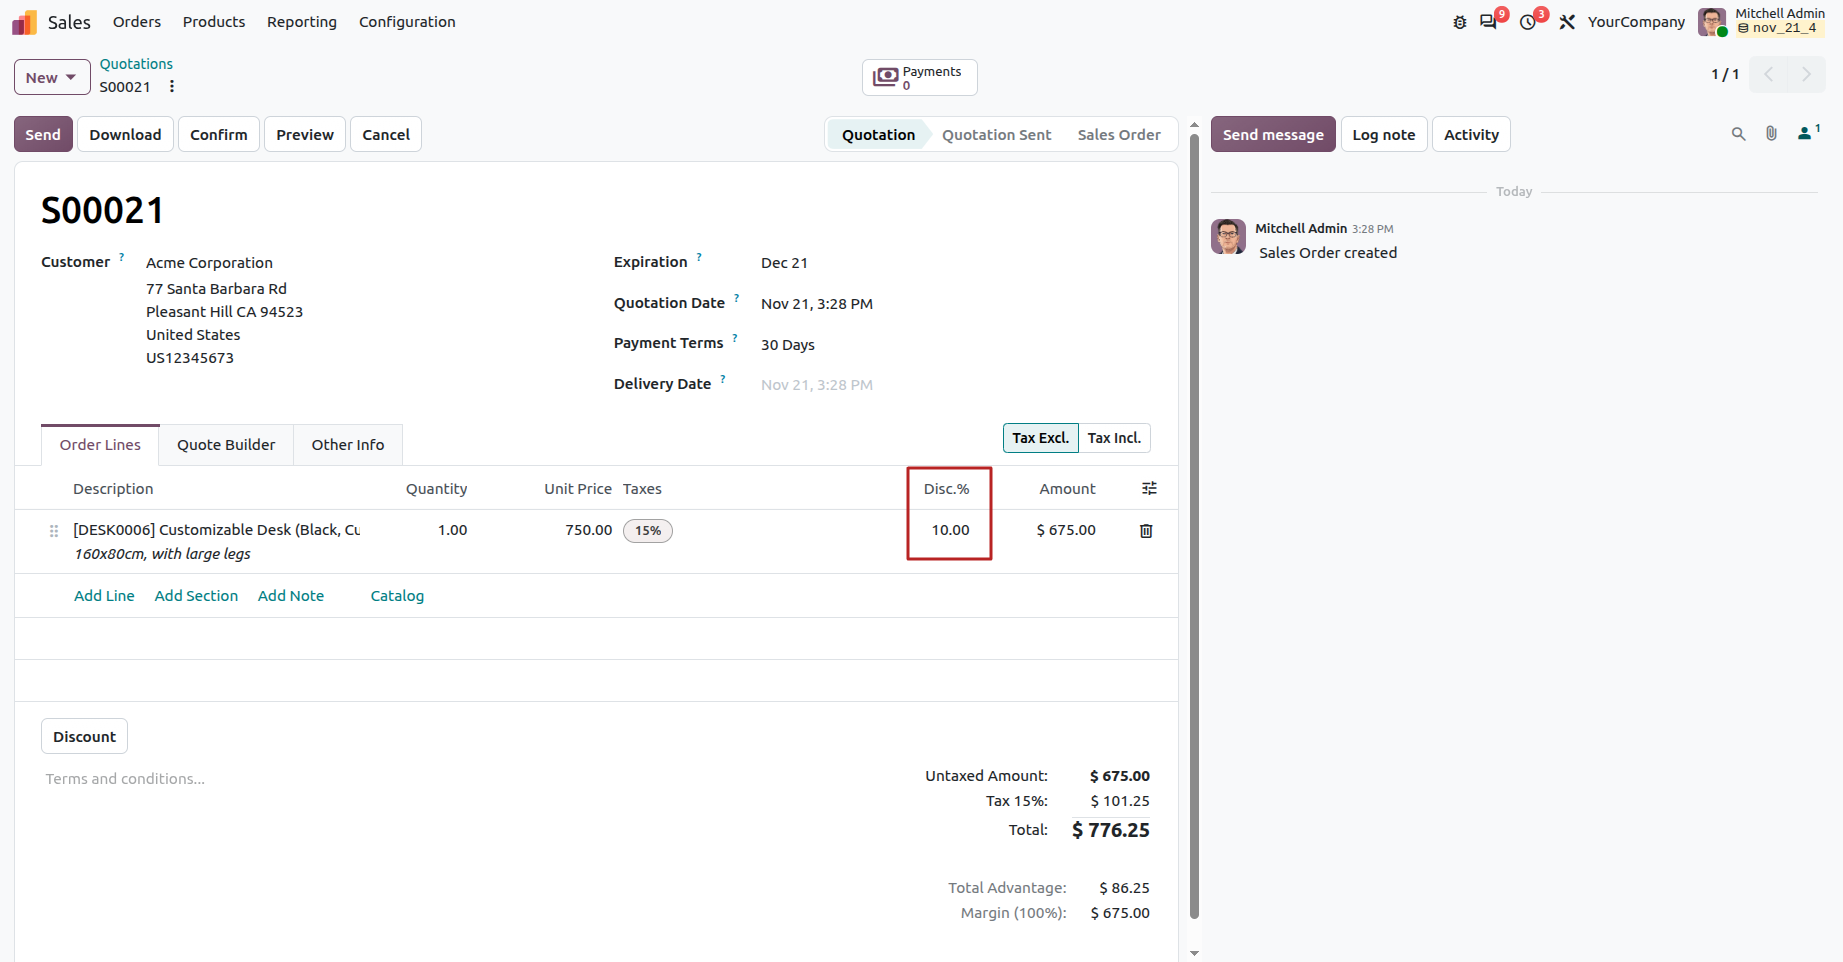 Sales Orders Products Reporting Configuration 9 3 YourCompany Mitchell Admin
nov_21_4
New Quotations
S00021
Payments
0
1 / 1
Send Download Confirm Preview Cancel Quotation Quotation Sent Sales Order
Send message Log note Activity 1
S00021
Customer ? Acme Corporation
77 Santa Barbara Rd
Pleasant Hill CA 94523
United States
US12345673
Expiration ? Dec 21
Quotation Date ? Nov 21, 3:28 PM
Payment Terms ? 30 Days
Delivery Date ? Nov 21, 3:28 PM
Order Lines Quote Builder Other Info Tax Excl. Tax Incl.
Description Quantity Unit Price Taxes Disc.% Amount
[DESK0006] Customizable Desk (Black, Cu 1.00 750.00 15% 10.00 $ 675.00
160x80cm, with large legs
Add Line Add Section Add Note Catalog
Discount
Terms and conditions...
Untaxed Amount: $ 675.00
Tax 15%: $ 101.25
Total: $ 776.25
Total Advantage: $ 86.25
Margin (100%): $ 675.00
Today
Mitchell Admin 3:28 PM
Sales Order created